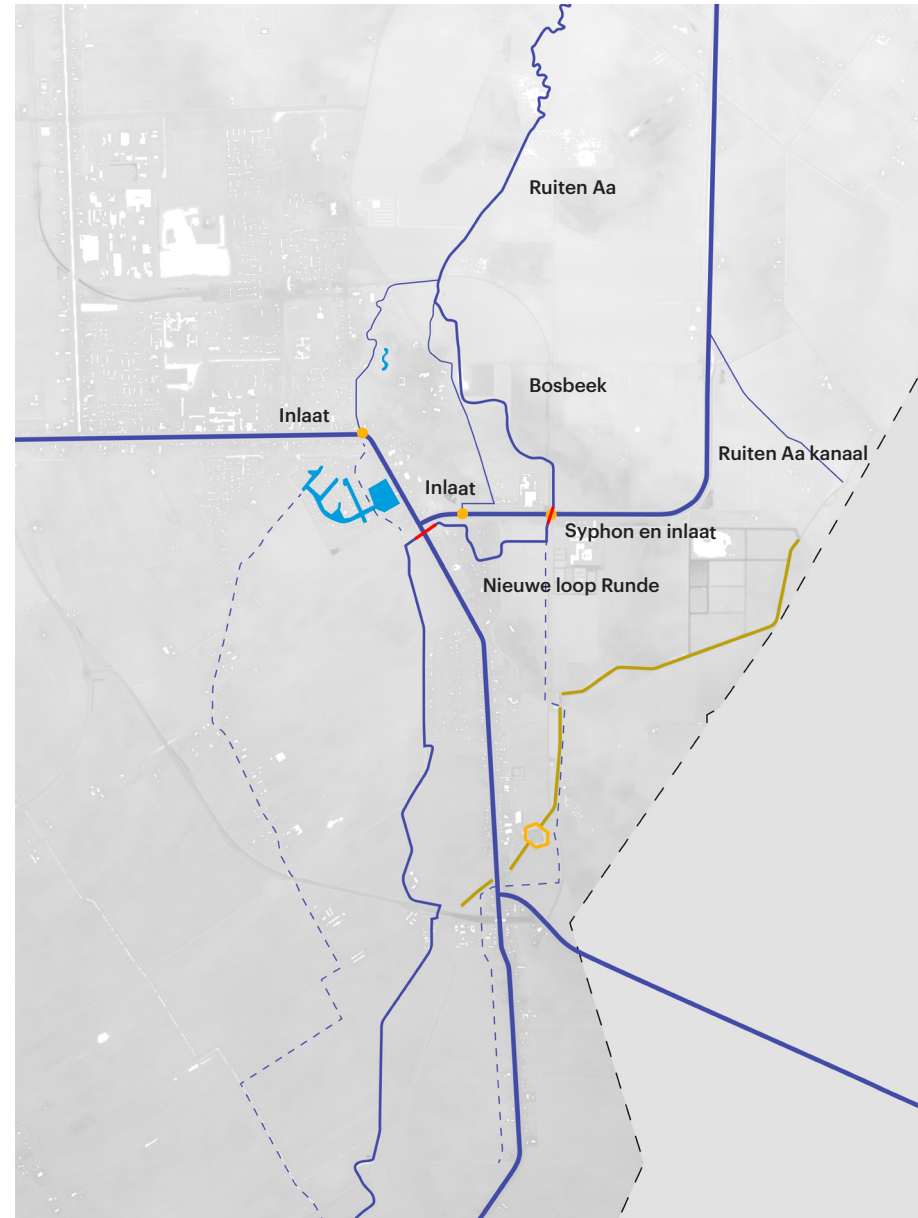 Ruiten Aa
Bosbeek
Inlaat
Ruiten Aa kanaal
Inlaat
Syphon en inlaat
Nieuwe loop Runde